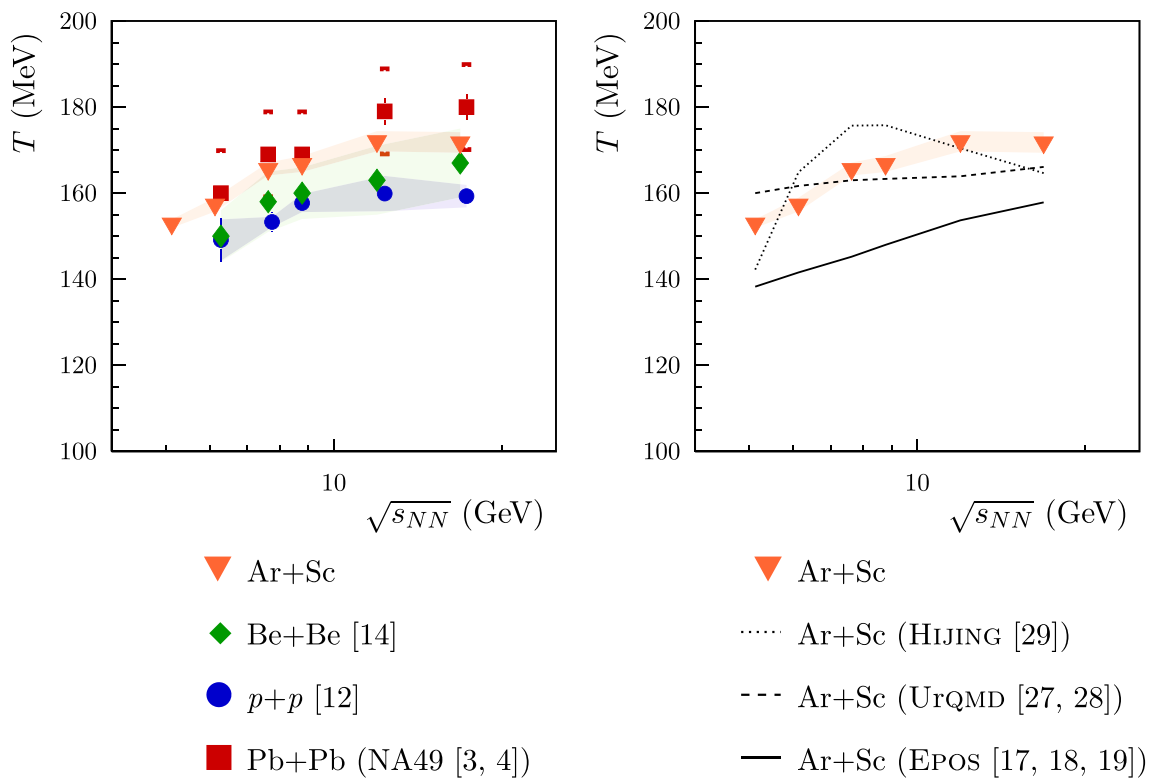 200
180
160
140
120
100
T (MeV)
10
√sNN (GeV)
Ar+Sc
Be+Be [14]
p+p [12]
Pb+Pb (NA49 [3, 4])
200
180
160
140
120
100
T (MeV)
10
√sNN (GeV)
Ar+Sc
Ar+Sc (HIJING [29])
Ar+Sc (UrQMD [27, 28])
Ar+Sc (EPOS [17, 18, 19])